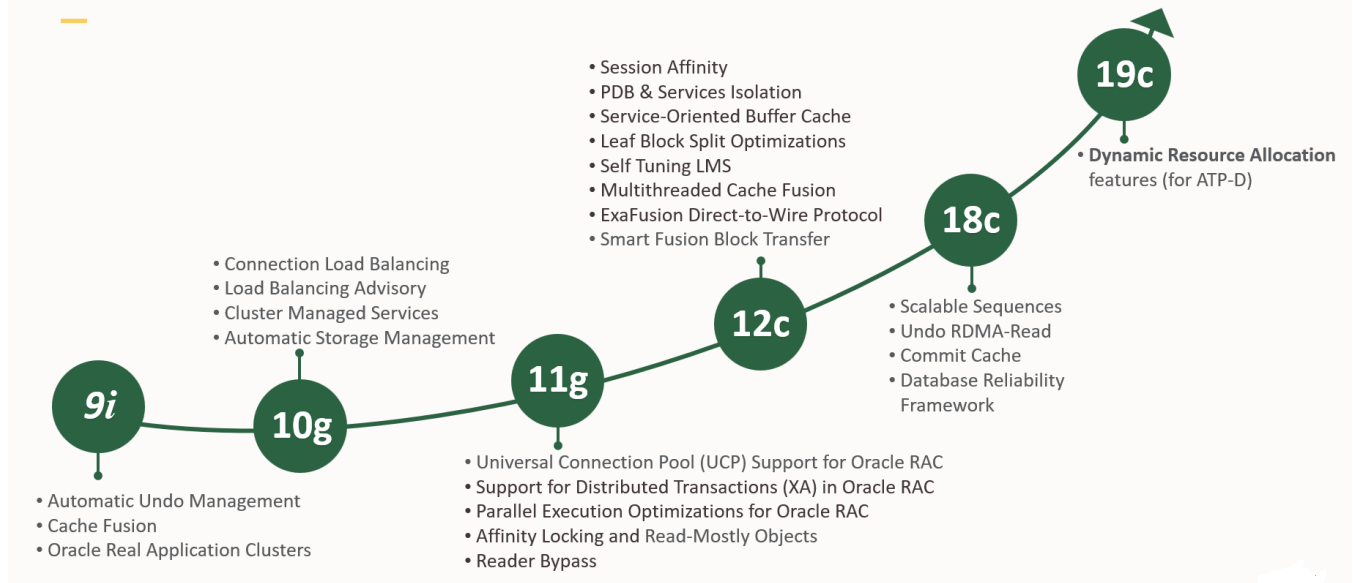 9i
• Automatic Undo Management
• Cache Fusion
• Oracle Real Application Clusters
• Connection Load Balancing
• Load Balancing Advisory
• Cluster Managed Services
• Automatic Storage Management
10g
11g
• Universal Connection Pool (UCP) Support for Oracle RAC
• Support for Distributed Transactions (XA) in Oracle RAC
• Parallel Execution Optimizations for Oracle RAC
• Affinity Locking and Read-Mostly Objects
• Reader Bypass
• Session Affinity
• PDB & Services Isolation
• Service-Oriented Buffer Cache
• Leaf Block Split Optimizations
• Self Tuning LMS
• Multithreaded Cache Fusion
• ExaFusion Direct-to-Wire Protocol
• Smart Fusion Block Transfer
12c
18c
• Scalable Sequences
• Undo RDMA-Read
• Commit Cache
• Database Reliability
Framework
19c
• Dynamic Resource Allocation
features (for ATP-D)